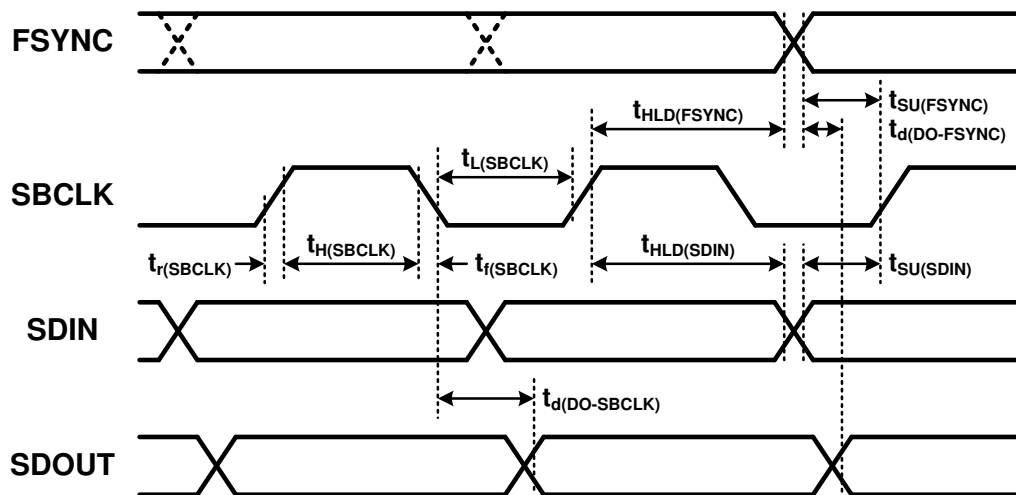 FSYNC
tSU(FSYNC)
tHLD(FSYNC)
td(DO-FSYNC)
tL(SBCLK)
SBCLK
tr(SBCLK)
tH(SBCLK)
tf(SBCLK)
tHLD(SDIN)
tSU(SDIN)
SDIN
td(DO-SBCLK)
SDOUT